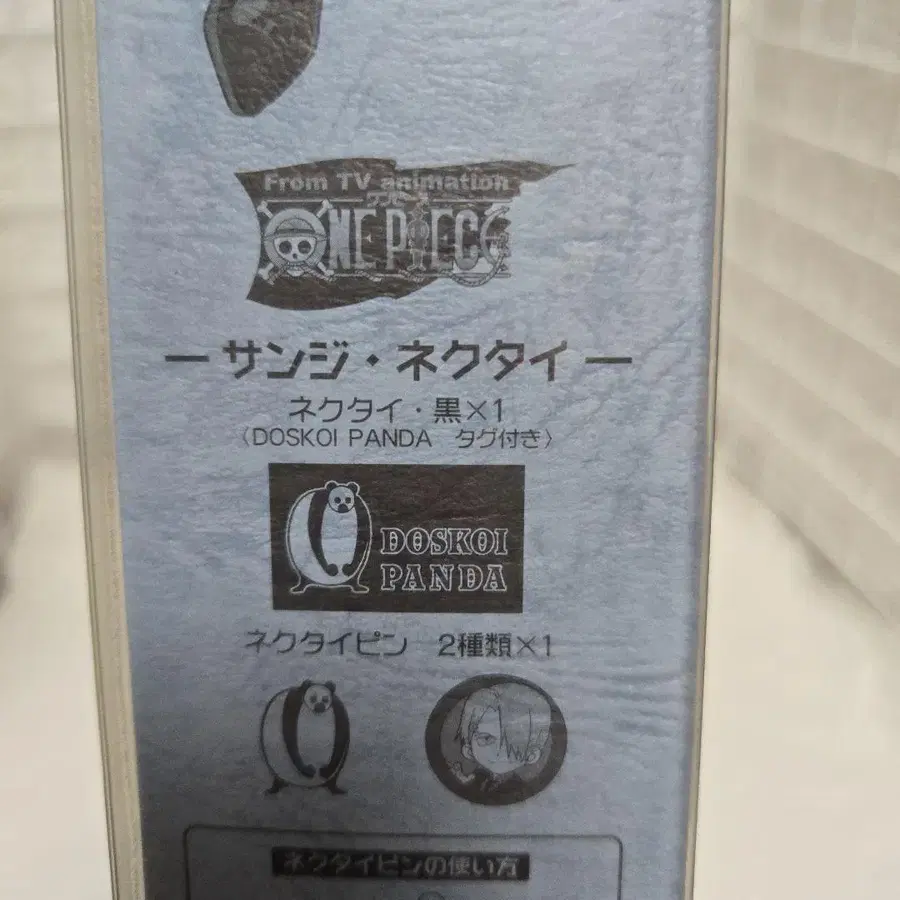 From TV animation
ワンピース
ONE PIECE
ー サンジ・ネクタイ ー
ネクタイ・黒×1
〈DOSKOI PANDA タグ付き〉
DOSKOI
PANDA
ネクタイピン 2種類×1
ネクタイピンの使い方